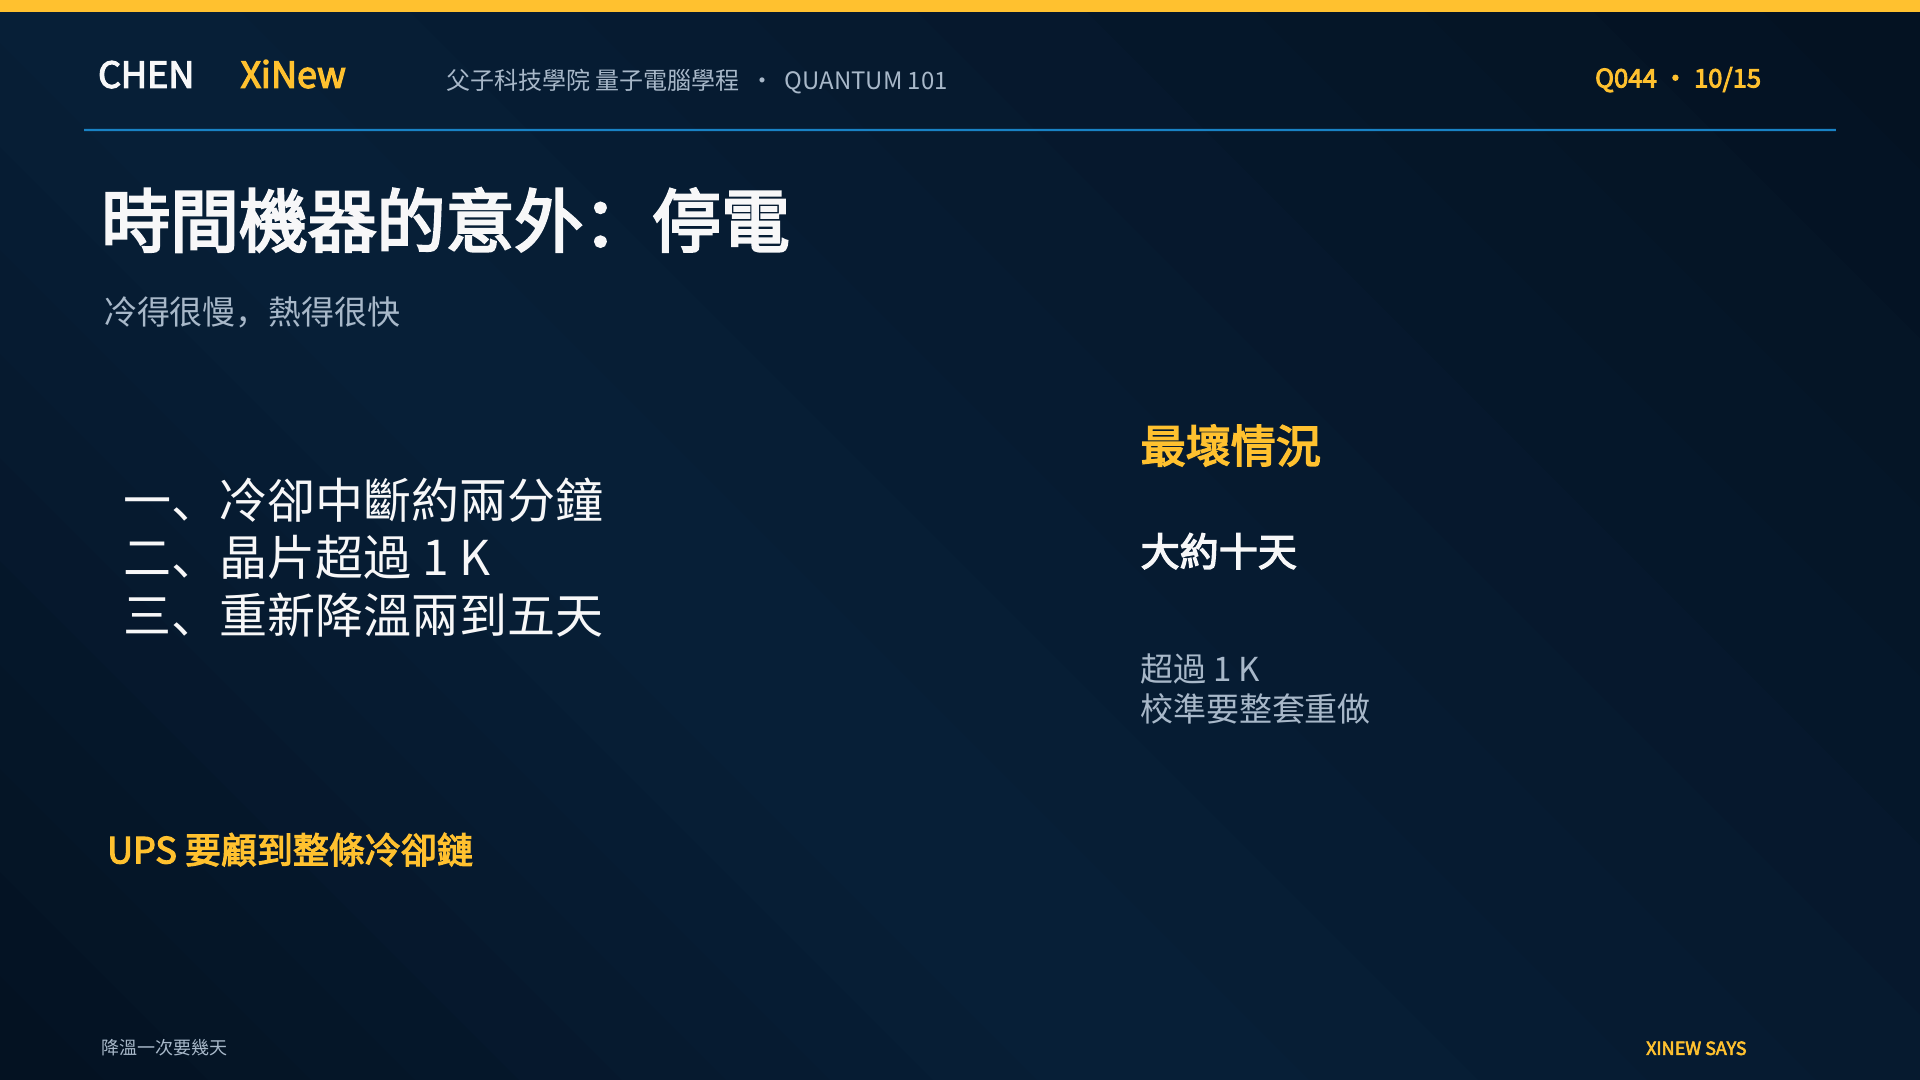 CHEN XiNew 父子科技學院 量子電腦學程 · QUANTUM 101 Q044 · 10/15
時間機器的意外：停電
冷得很慢，熱得很快
一、冷卻中斷約兩分鐘
二、晶片超過 1 K
三、重新降溫兩到五天
最壞情況
大約十天
超過 1 K
校準要整套重做
UPS 要顧到整條冷卻鏈
降溫一次要幾天
XINEW SAYS